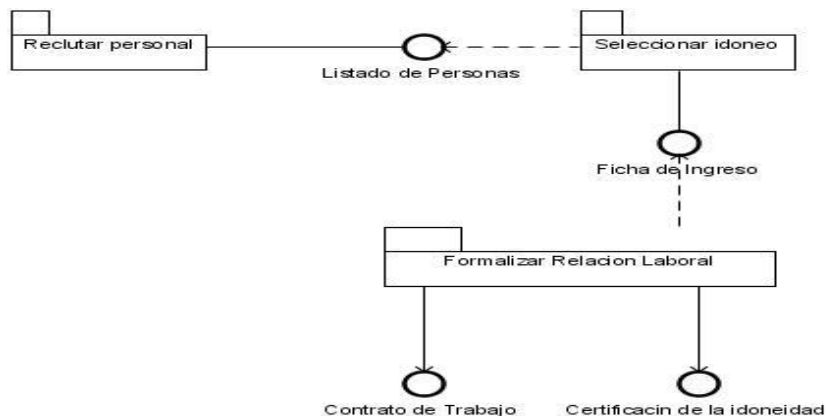 Reclutar personal
Seleccionar idoneo
Listado de Personas
Ficha de Ingreso
Formalizar Relacion Laboral
Contrato de Trabajo
Certificacin de la idoneidad